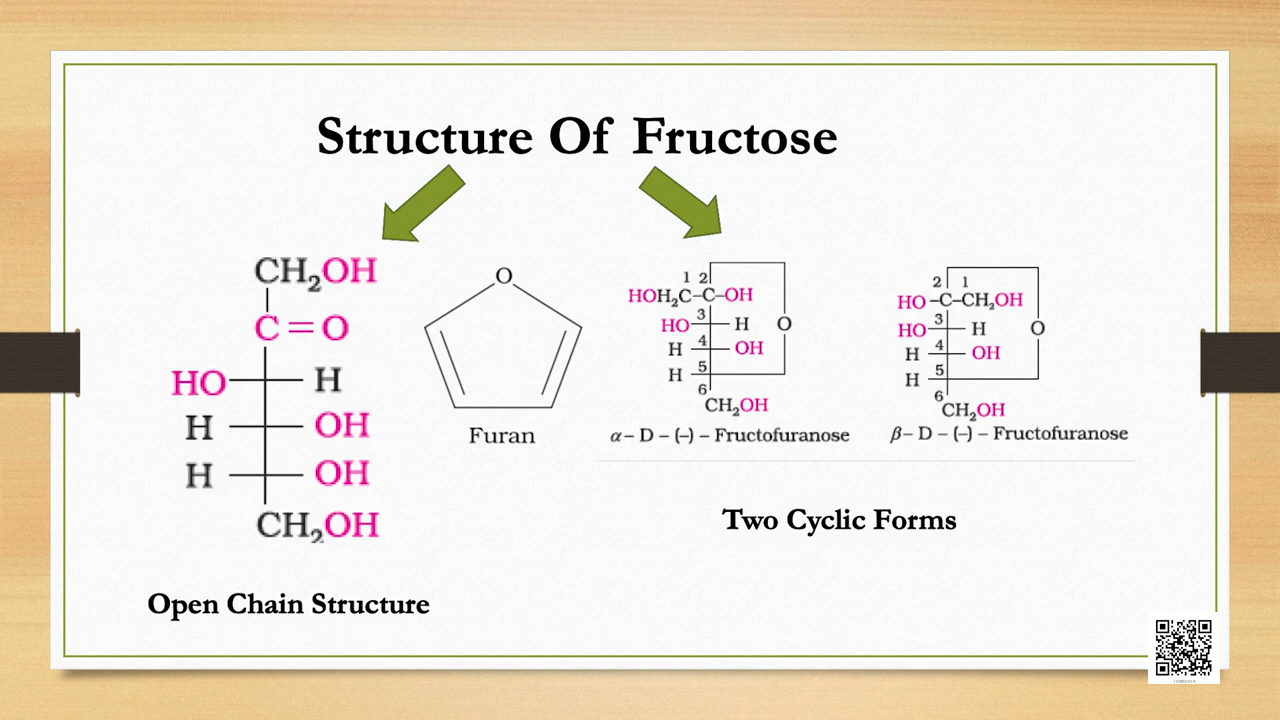 Structure Of Fructose
CH₂OH
C=O
HO H
H OH
H OH
CH₂OH
Open Chain Structure
O
Furan
1 2
HOH₂C–C–OH
3
HO H O
4
H OH
5
H
6
CH₂OH
α– D – (–) – Fructofuranose
2 1
HO –C–CH₂OH
3
HO H O
4
H OH
5
H
6
CH₂OH
β– D – (–) – Fructofuranose
Two Cyclic Forms